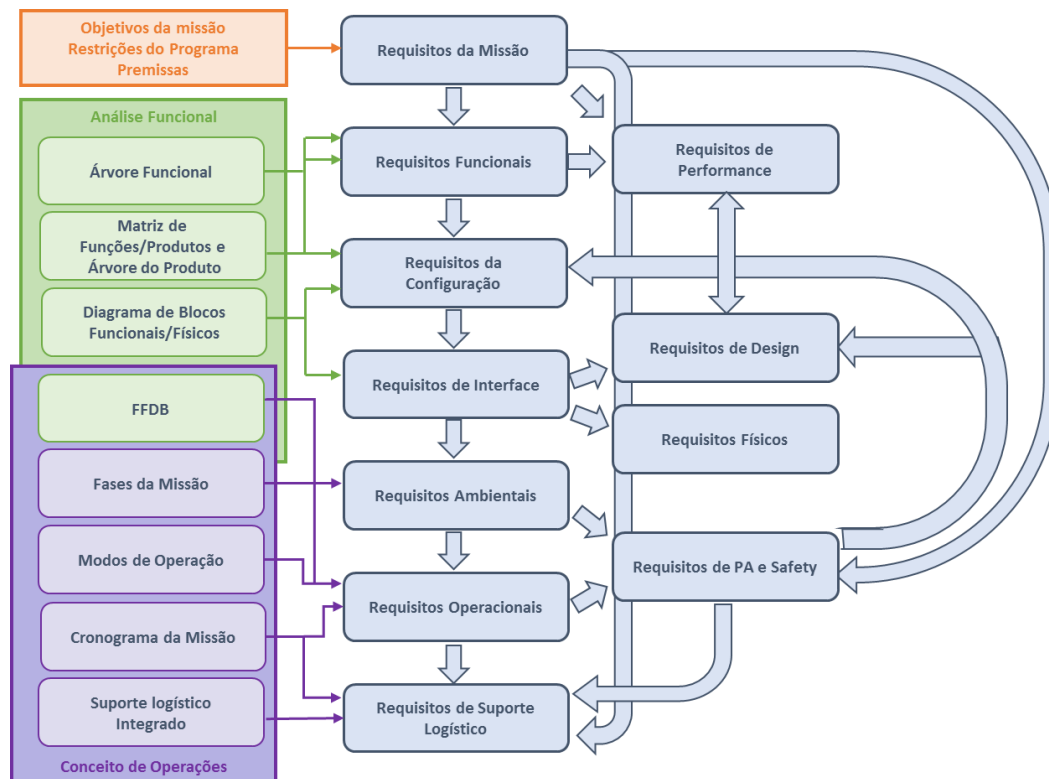 Objetivos da missão
Restrições do Programa
Premissas
Requisitos da Missão
Análise Funcional
Árvore Funcional
Matriz de
Funções/Produtos e
Árvore do Produto
Diagrama de Blocos
Funcionais/Físicos
FFDB
Fases da Missão
Modos de Operação
Cronograma da Missão
Suporte logístico
Integrado
Conceito de Operações
Requisitos Funcionais
Requisitos da
Configuração
Requisitos de Interface
Requisitos Ambientais
Requisitos Operacionais
Requisitos de Suporte
Logístico
Requisitos de
Performance
Requisitos de Design
Requisitos Físicos
Requisitos de PA e Safety